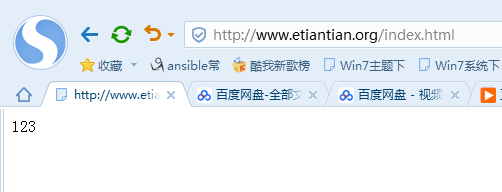 http://www.etiantian.org/index.html
收藏 ansible常 酷我新歌榜 Win7主题下 Win7系统下
http://www.etia 百度网盘-全部文 百度网盘 - 视频
123